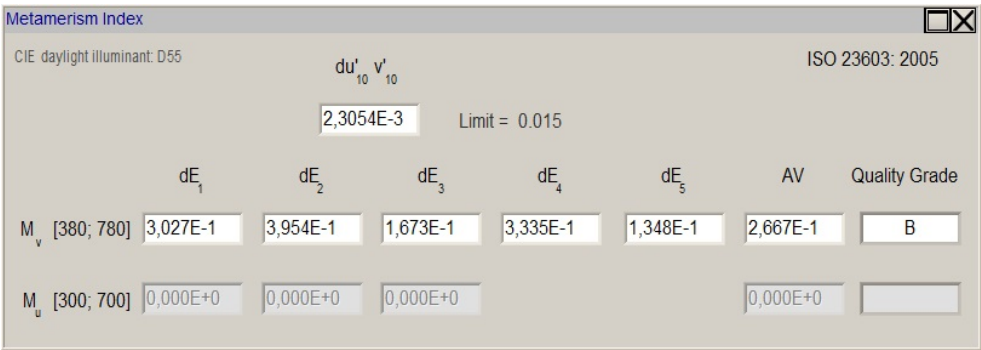 Metamerism Index
CIE daylight illuminant: D55
ISO 23603: 2005
du'10 v'10
2,3054E-3 Limit = 0.015
dE1 dE2 dE3 dE4 dE5 AV Quality Grade
Mv [380; 780] 3,027E-1 3,954E-1 1,673E-1 3,335E-1 1,348E-1 2,667E-1 B
Mu [300; 700] 0,000E+0 0,000E+0 0,000E+0 0,000E+0